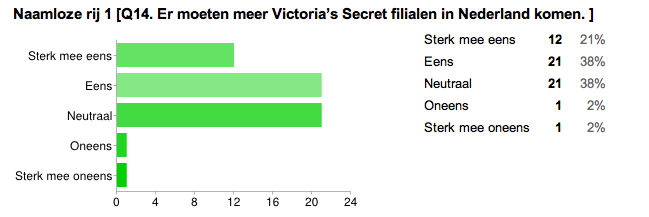 Naamloze rij 1 [Q14. Er moeten meer Victoria's Secret filialen in Nederland komen. ]
Sterk mee eens
Eens
Neutraal
Oneens
Sterk mee oneens
0 4 8 12 16 20 24
Sterk mee eens 12 21%
Eens 21 38%
Neutraal 21 38%
Oneens 1 2%
Sterk mee oneens 1 2%